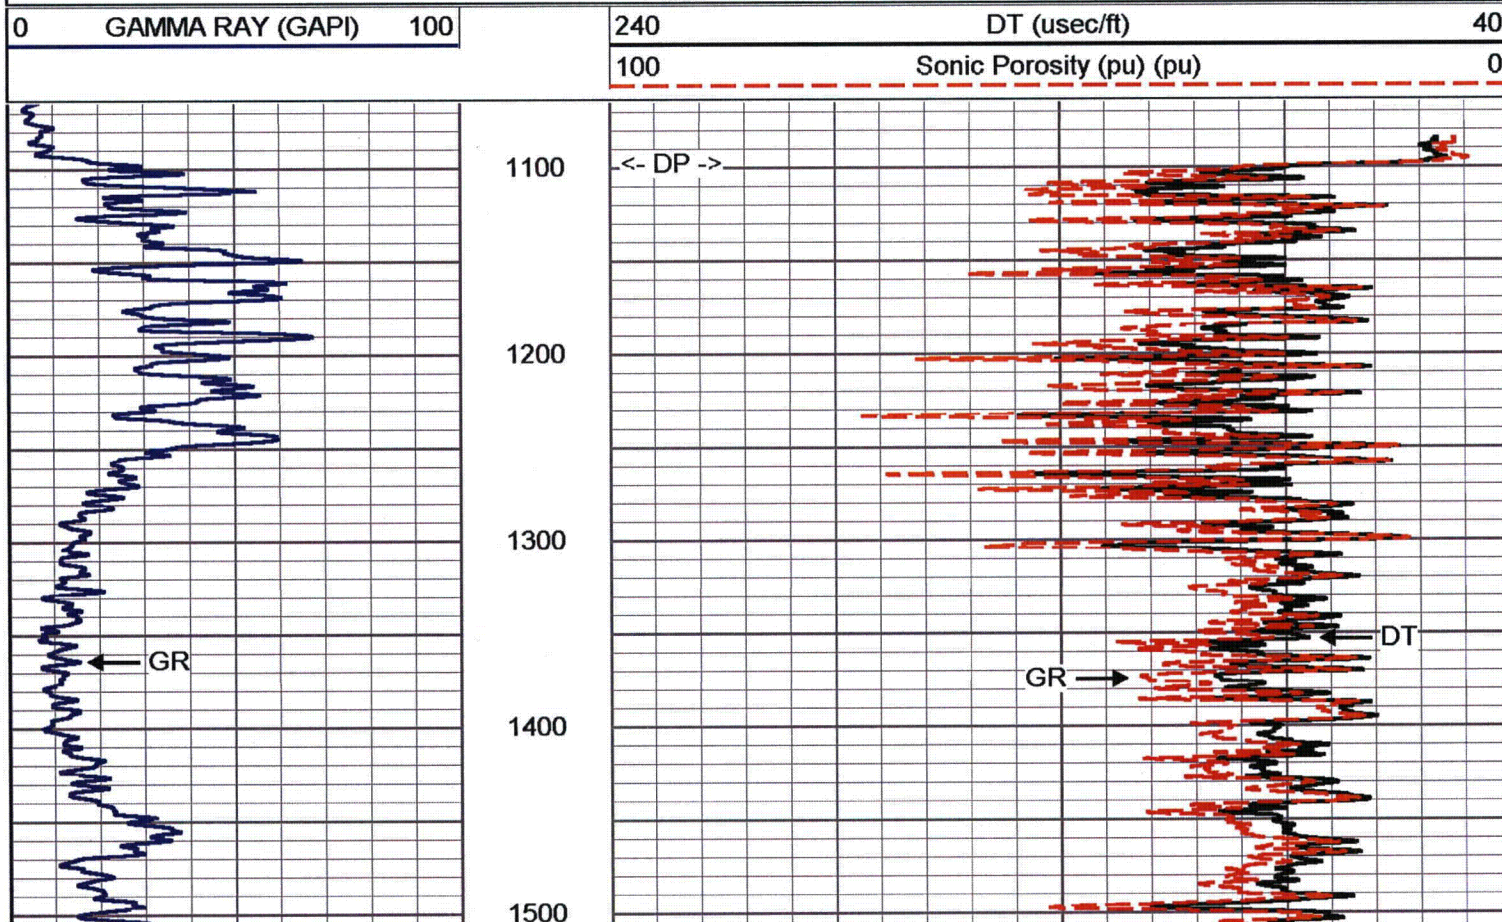 0 GAMMA RAY (GAPI) 100
240 DT (usec/ft) 40
100 Sonic Porosity (pu) (pu) 0
1100
<- DP ->
1200
1300
DT
GR
GR
1400
1500